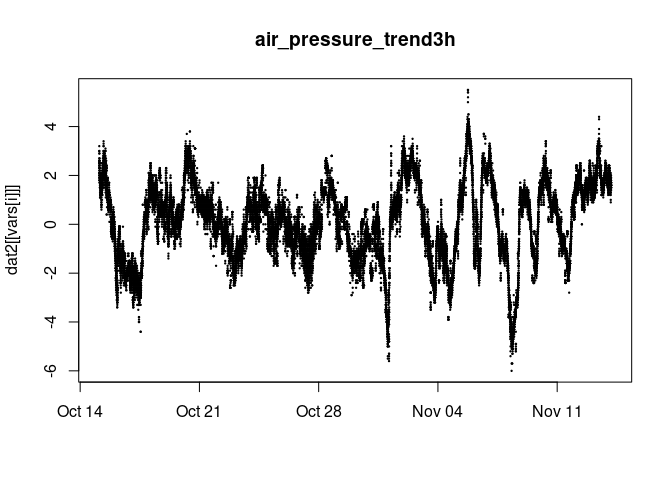 air_pressure_trend3h
dat2[[vars[i]]]
4
2
0
-2
-4
-6
Oct 14
Oct 21
Oct 28
Nov 04
Nov 11